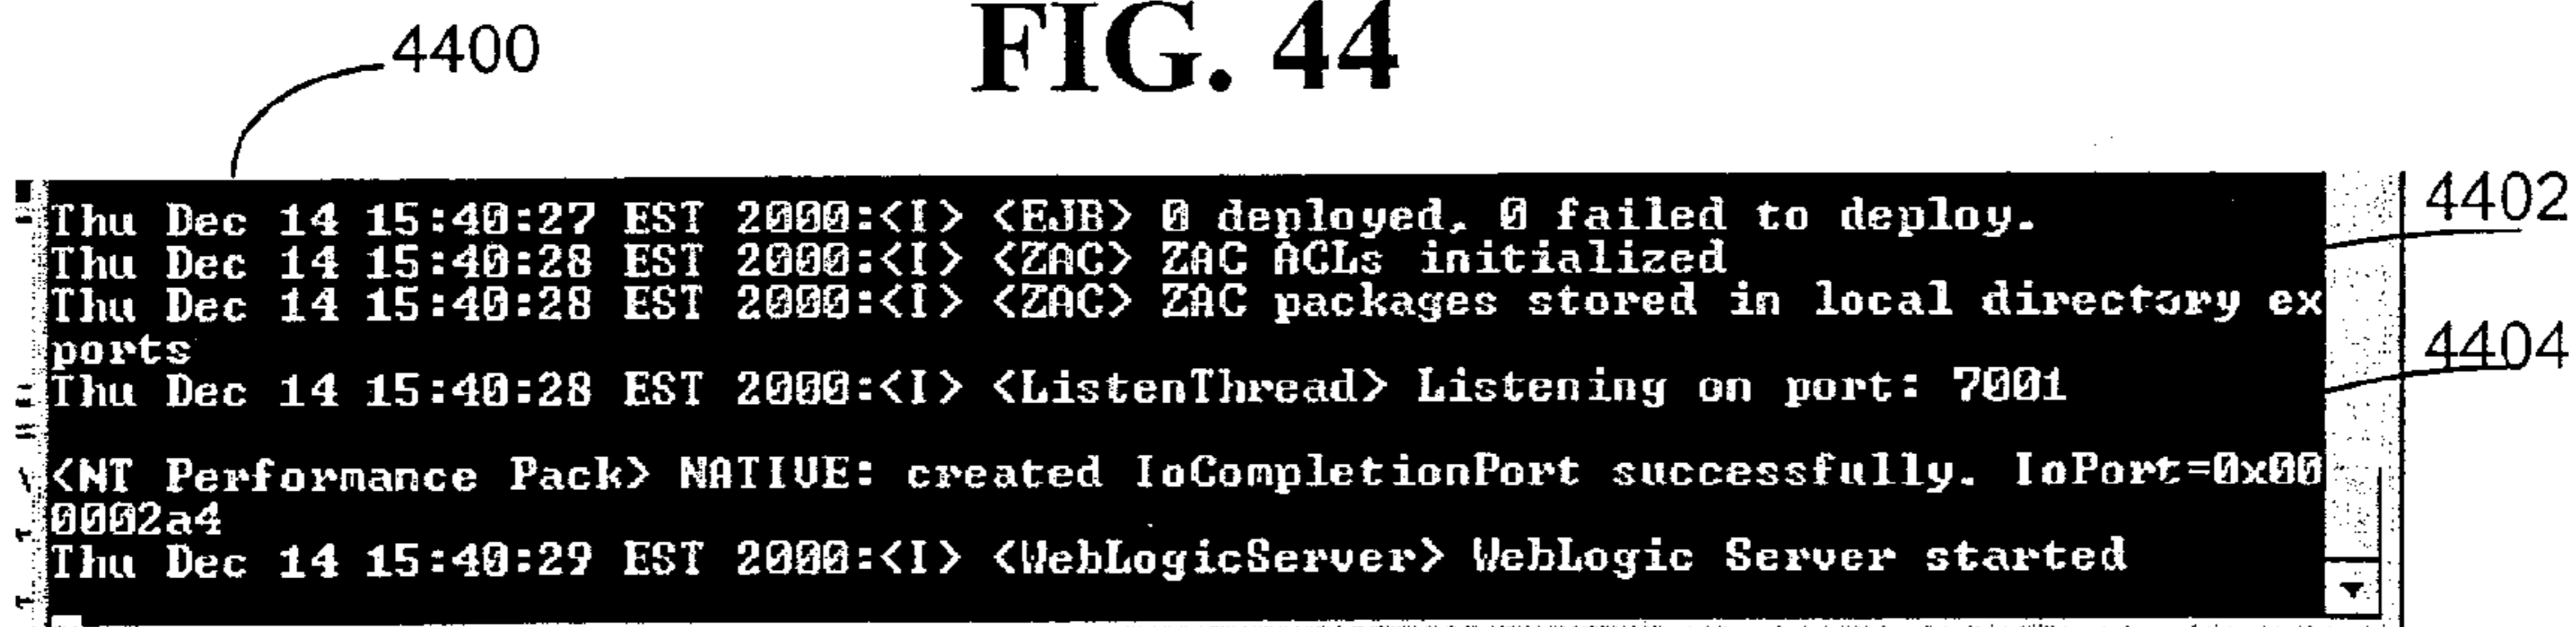 FIG. 44
4400
Thu Dec 14 15:40:27 EST 2000:<I> <EJB> 0 deployed, 0 failed to deploy.
4402
Thu Dec 14 15:40:28 EST 2000:<I> <ZAC> ZAC ACLs initialized
Thu Dec 14 15:40:28 EST 2000:<I> <ZAC> ZAC packages stored in local directory ex
ports
4404
Thu Dec 14 15:40:28 EST 2000:<I> <ListenThread> Listening on port: 7001
<NT Performance Pack> NATIVE: created IoCompletionPort successfully. IoPort=0x00
0002a4
Thu Dec 14 15:40:29 EST 2000:<I> <WebLogicServer> WebLogic Server started